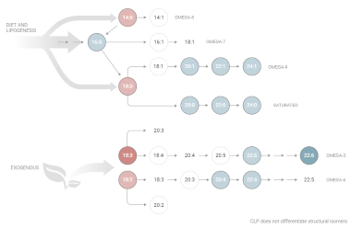 DIET AND
LIPOGENESIS
14:0 14:1 OMEGA-5
16:0 16:1 18:1 OMEGA-7
18:1 20:1 22:1 24:1
18:0
20:0 22:0 24:0 SATURATED
20:3
18:3 18:4 20:4 20:5 22:5 22:6 OMEGA-3
EXOGENOUS
18:2 18:3 20:3 20:4 22:4 22:5 OMEGA-6
20:2
CLP does not differentiate structural isomers